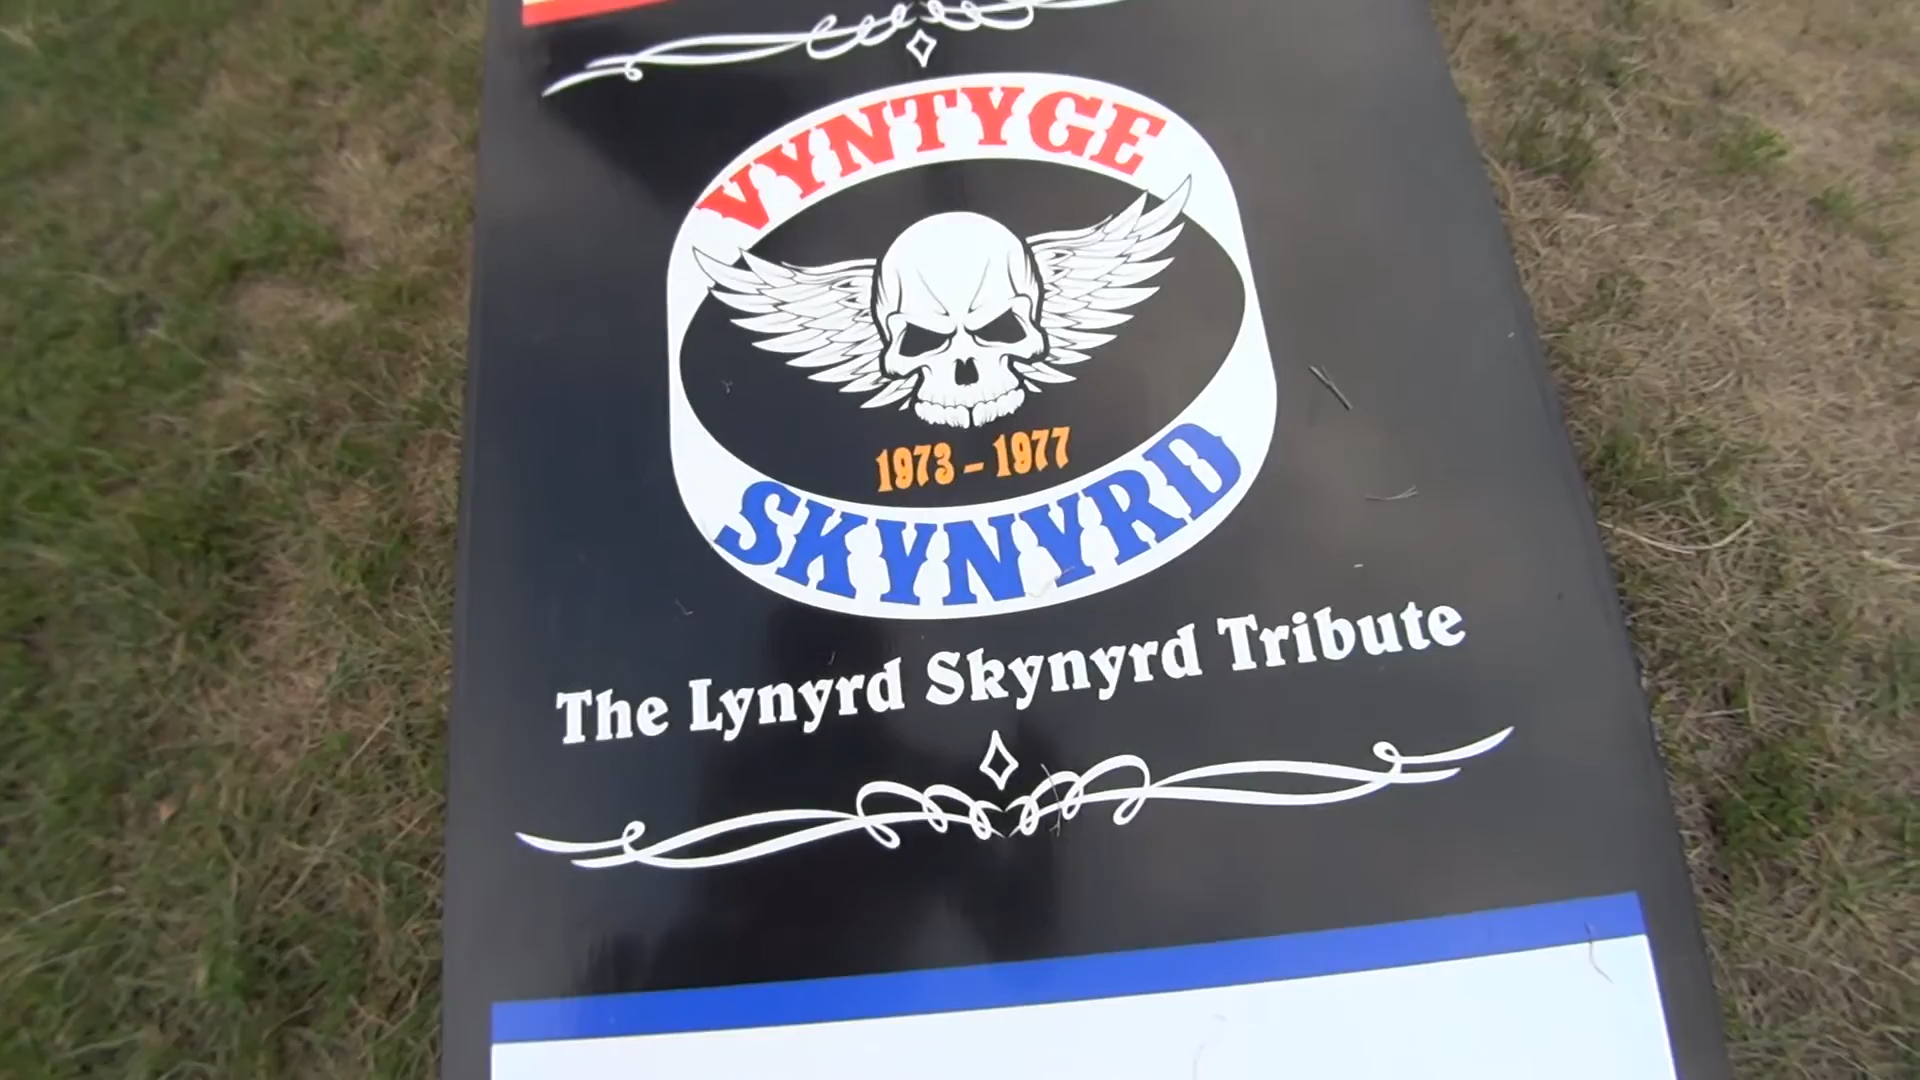 VYNTYGE
1973 - 1977
SKYNYRD
The Lynyrd Skynyrd Tribute